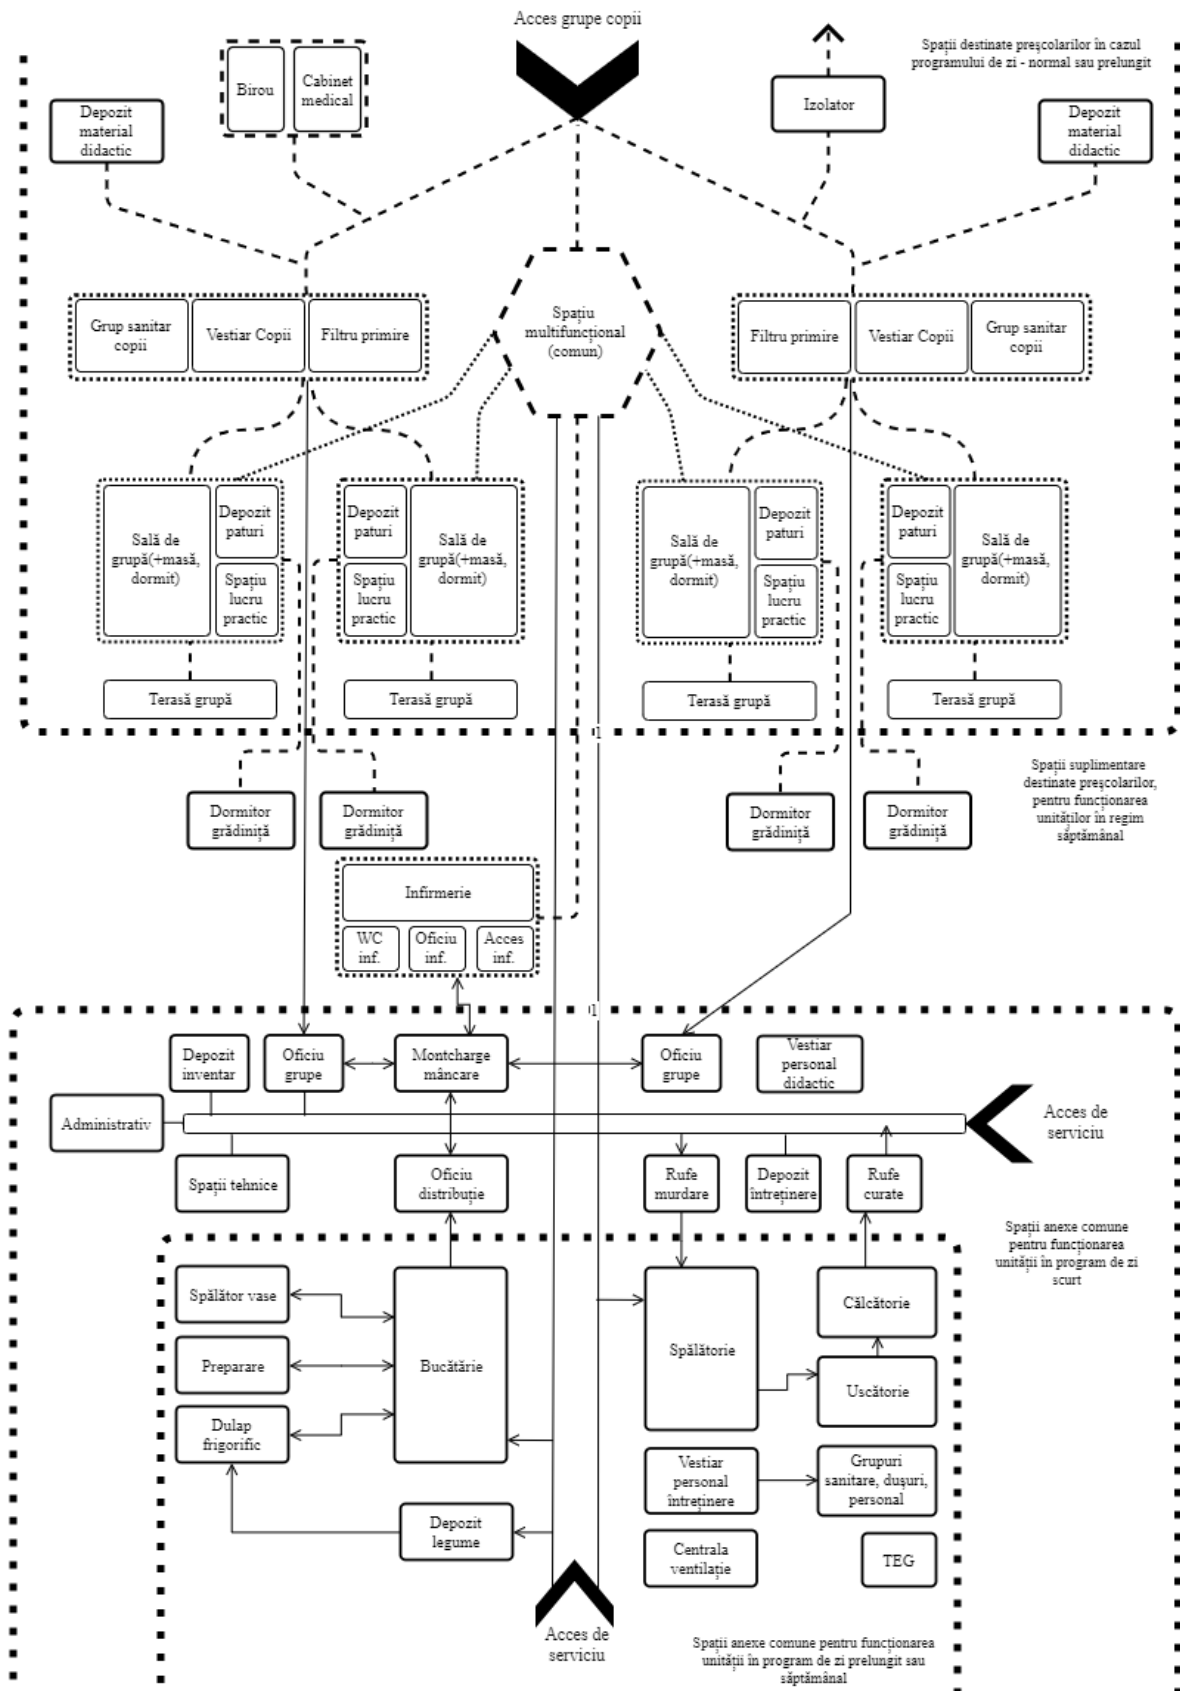 Acces grupe copii
Spații destinate preșcolarilor în cazul
programului de zi - normal sau prelungit
Birou
Cabinet
medical
Izolator
Depozit
material
didactic
Depozit
material
didactic
Grup sanitar
copii
Vestiar Copii
Filtru primire
Spațiu
multifuncțional
(comun)
Filtru primire
Vestiar Copii
Grup sanitar
copii
Sală de
grupă(+masă,
dormit)
Depozit
paturi
Spațiu
lucru
practic
Depozit
paturi
Spațiu
lucru
practic
Sală de
grupă(+masă,
dormit)
Sală de
grupă(+masă,
dormit)
Depozit
paturi
Spațiu
lucru
practic
Depozit
paturi
Spațiu
lucru
practic
Sală de
grupă(+masă,
dormit)
Terasă grupă
Terasă grupă
Terasă grupă
Terasă grupă
1
Spații suplimentare
destinate preșcolarilor,
pentru funcționarea
unităților în regim
săptămânal
Dormitor
grădiniță
Dormitor
grădiniță
Dormitor
grădiniță
Dormitor
grădiniță
Infirmerie
WC
inf.
Oficiu
inf.
Acces
inf.
1
Depozit
inventar
Oficiu
grupe
Montcharge
mâncare
Oficiu
grupe
Vestiar
personal
didactic
Administrativ
Acces de
serviciu
Spații tehnice
Oficiu
distribuție
Rufe
murdare
Depozit
întreținere
Rufe
curate
Spații anexe comune
pentru funcționarea
unității în program de zi
scurt
Spălător vase
Preparare
Dulap
frigorific
Bucătărie
Spălătorie
Călcătorie
Uscătorie
Vestiar
personal
întreținere
Grupuri
sanitare, dușuri,
personal
Depozit
legume
Centrala
ventilație
TEG
Acces de
serviciu
Spații anexe comune pentru funcționarea
unității în program de zi prelungit sau
săptămânal